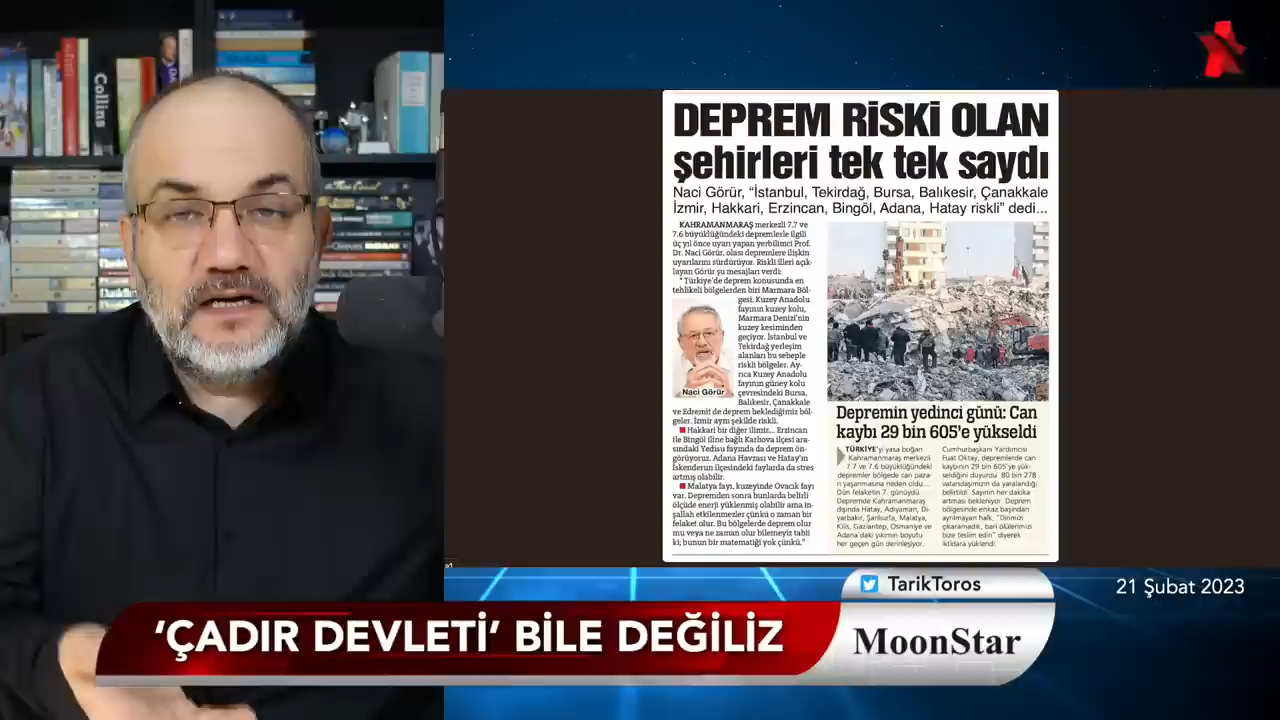 Collins
DEPREM RİSKİ OLAN
şehirleri tek tek saydı
Naci Görür, “İstanbul, Tekirdağ, Bursa, Balıkesir, Çanakkale
İzmir, Hakkari, Erzincan, Bingöl, Adana, Hatay riskli” dedi...
KAHRAMANMARAŞ merkezli 7.7 ve
7.6 büyüklüğündeki depremlerle ilgili
üç yıl önce uyarı yapan yerbilimci Prof.
Dr. Naci Görür, olası depremlere ilişkin
uyarılarını sürdürüyor. Riskli illeri açık-
layan Görür şu mesajları verdi:
“Türkiye'de deprem konusunda en
tehlikeli bölgelerden biri Marmara Böl-
gesi. Kuzey Anadolu
fayının kuzey kolu,
Marmara Denizi'nin
kuzey kesiminden
geçiyor. İstanbul ve
Tekirdağ yerleşim
alanları bu sebeple
riskli bölgeler. Ay-
rıca Kuzey Anadolu
fayının güney kolu
çevresindeki Bursa,
Balıkesir, Çanakkale
ve Edremit de deprem beklediğimiz böl-
geler. İzmir aynı şekilde riskli.
Naci Görür
Hakkari bir diğer ilimiz... Erzincan
ile Bingöl iline bağlı Karlıova ilçesi ara-
sındaki Yedisu fayında da deprem ön-
görüyoruz. Adana Havzası ve Hatay'ın
İskenderun ilçesindeki faylarda da stres
artmış olabilir.
Malatya fayı, kuzeyinde Ovacık fayı
var. Depremden sonra bunlarda belirli
ölçüde enerji yüklenmiş olabilir ama in-
şallah etkilenmezler çünkü o zaman bir
felaket olur. Bu bölgelerde deprem olur
mu veya ne zaman olur bilemeyiz tabii
ki; bunun bir matematiği yok çünkü.”
Depremin yedinci günü: Can
kaybı 29 bin 605'e yükseldi
TÜRKİYE'yi yasa boğan
Kahramanmaraş merkezli
7.7 ve 7.6 büyüklüğündeki
depremler bölgede can paza-
rı yaşanmasına neden oldu...
Dün felaketin 7. günüydü.
Depremde Kahramanmaraş
dışında Hatay, Adıyaman, Di-
yarbakır, Şanlıurfa, Malatya,
Kilis, Gaziantep, Osmaniye ve
Adana'daki yıkımın boyutu
her geçen gün derinleşiyor.
Cumhurbaşkanı Yardımcısı
Fuat Oktay, depremlerde can
kaybının 29 bin 605'ye yük-
seldiğini duyurdu. 80 bin 278
vatandaşımızın da yaralandığı
belirtildi. Sayının her dakika
artması bekleniyor. Deprem
bölgesinde enkaz başından
ayrılmayan halk, “Dirimizi
çıkaramadık, bari ölülerimizi
bize teslim edin” diyerek
iktidara yüklendi.
TarikToros
21 Şubat 2023
‘ÇADIR DEVLETİ’ BİLE DEĞİLİZ
MoonStar